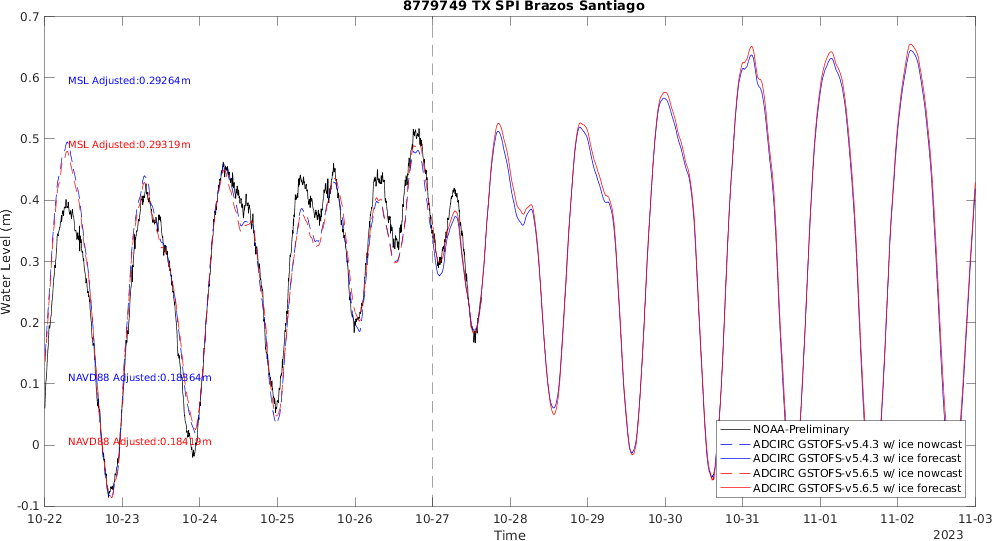 8779749 TX SPI Brazos Santiago
0.7
0.6
0.5
0.4
0.3
0.2
0.1
0
-0.1
Water Level (m)
MSL Adjusted:0.29264m
MSL Adjusted:0.29319m
NAVD88 Adjusted:0.18364m
NAVD88 Adjusted:0.18419m
NOAA-Preliminary
ADCIRC GSTOFS-v5.4.3 w/ ice nowcast
ADCIRC GSTOFS-v5.4.3 w/ ice forecast
ADCIRC GSTOFS-v5.6.5 w/ ice nowcast
ADCIRC GSTOFS-v5.6.5 w/ ice forecast
10-22 10-23 10-24 10-25 10-26 10-27 10-28 10-29 10-30 10-31 11-01 11-02 11-03
Time
2023